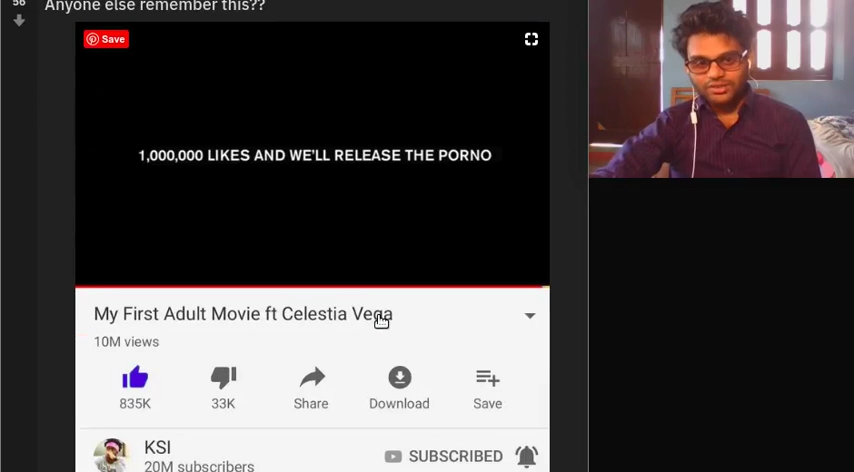 56
Anyone else remember this??
Save
1,000,000 LIKES AND WE'LL RELEASE THE PORNO
My First Adult Movie ft Celestia Vega
10M views
835K
33K
Share
Download
Save
KSI
SUBSCRIBED
20M subscribers